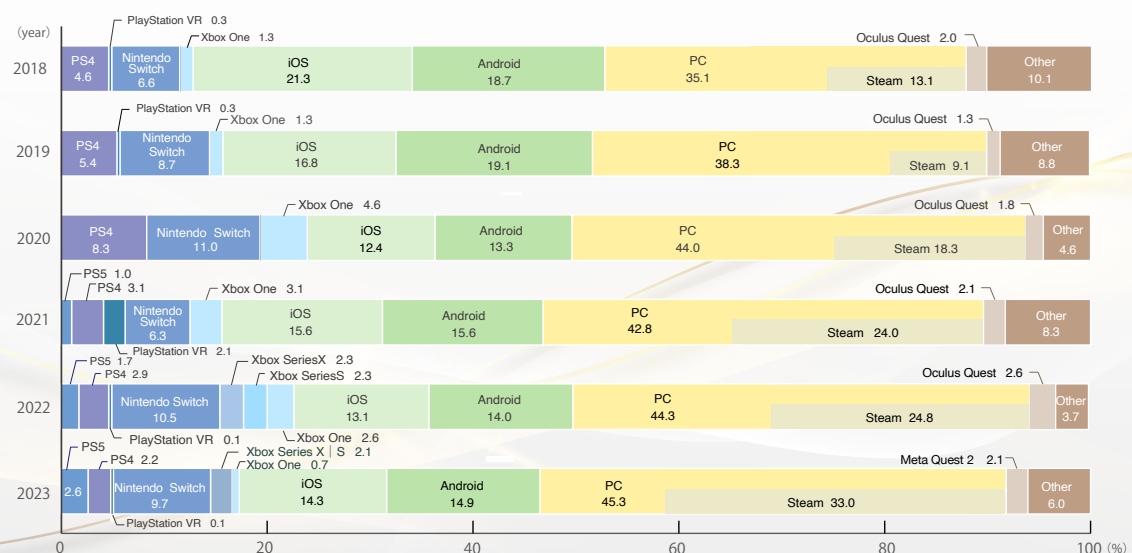 (year)
PlayStation VR 0.3
Xbox One 1.3
Oculus Quest 2.0
2018
PS4
4.6
Nintendo
Switch
6.6
iOS
21.3
Android
18.7
PC
35.1
Steam 13.1
Other
10.1
PlayStation VR 0.3
Xbox One 1.3
Oculus Quest 1.3
2019
PS4
5.4
Nintendo
Switch
8.7
iOS
16.8
Android
19.1
PC
38.3
Steam 9.1
Other
8.8
Xbox One 4.6
Oculus Quest 1.8
2020
PS4
8.3
Nintendo Switch
11.0
iOS
12.4
Android
13.3
PC
44.0
Steam 18.3
Other
4.6
PS5 1.0
PS4 3.1
Xbox One 3.1
Oculus Quest 2.1
2021
Nintendo
Switch
6.3
iOS
15.6
Android
15.6
PC
42.8
Steam 24.0
Other
8.3
PlayStation VR 2.1
PS5 1.7
PS4 2.9
Xbox SeriesX 2.3
Xbox SeriesS 2.3
Oculus Quest 2.6
2022
Nintendo Switch
10.5
iOS
13.1
Android
14.0
PC
44.3
Steam 24.8
Other
3.7
PlayStation VR 0.1
Xbox One 2.6
PS5
PS4 2.2
Xbox Series X | S 2.1
Xbox One 0.7
Meta Quest 2 2.1
2023
2.6
Nintendo Switch
9.7
iOS
14.3
Android
14.9
PC
45.3
Steam 33.0
Other
6.0
PlayStation VR 0.1
0 20 40 60 80 100 (%)